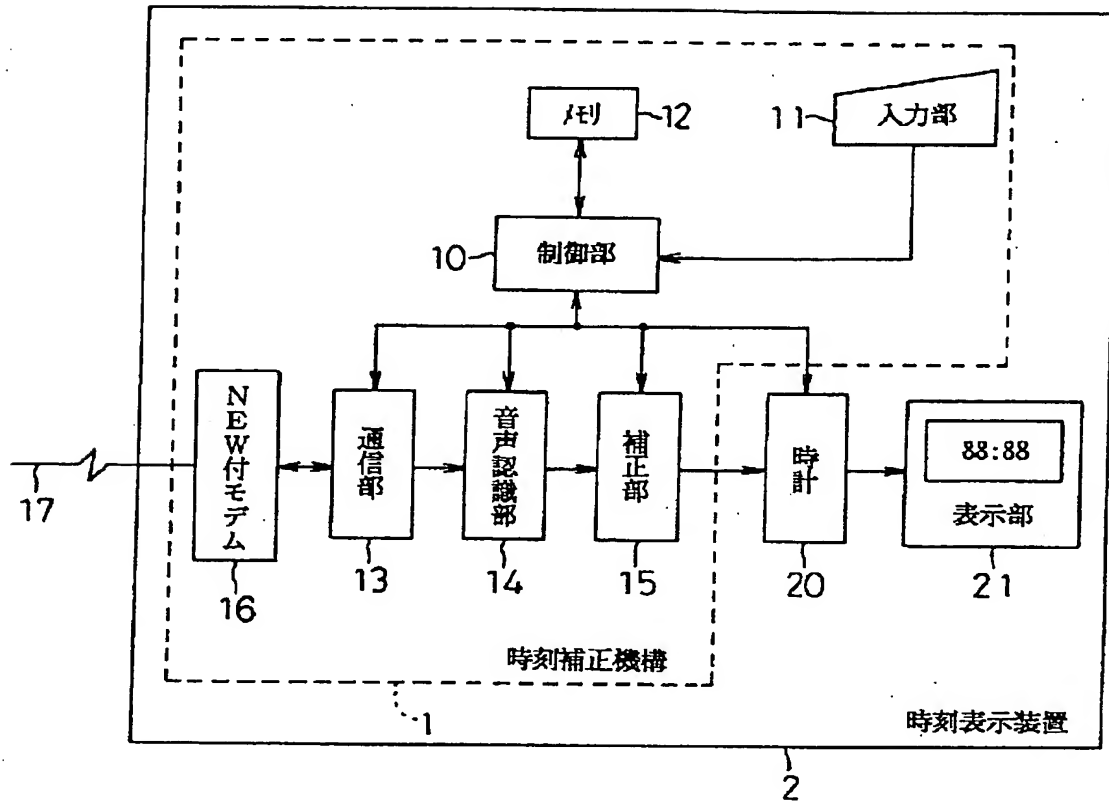 メモリ
12
11
入力部
10
制御部
NEW付モデム
通信部
音声認識部
補正部
時計
88:88
表示部
17
16
13
14
15
20
21
時刻補正機構
1
時刻表示装置
2